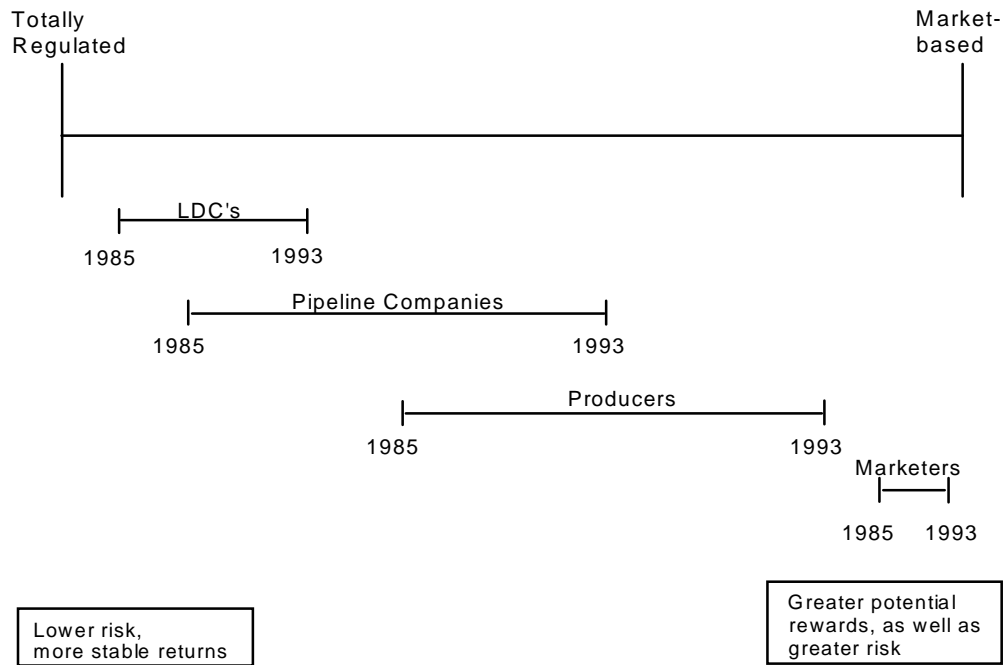 Totally
Regulated
Market-
based
LDC's
1985
1993
Pipeline Companies
1985
1993
Producers
1985
1993
Marketers
1985
1993
Lower risk,
more stable returns
Greater potential
rewards, as well as
greater risk